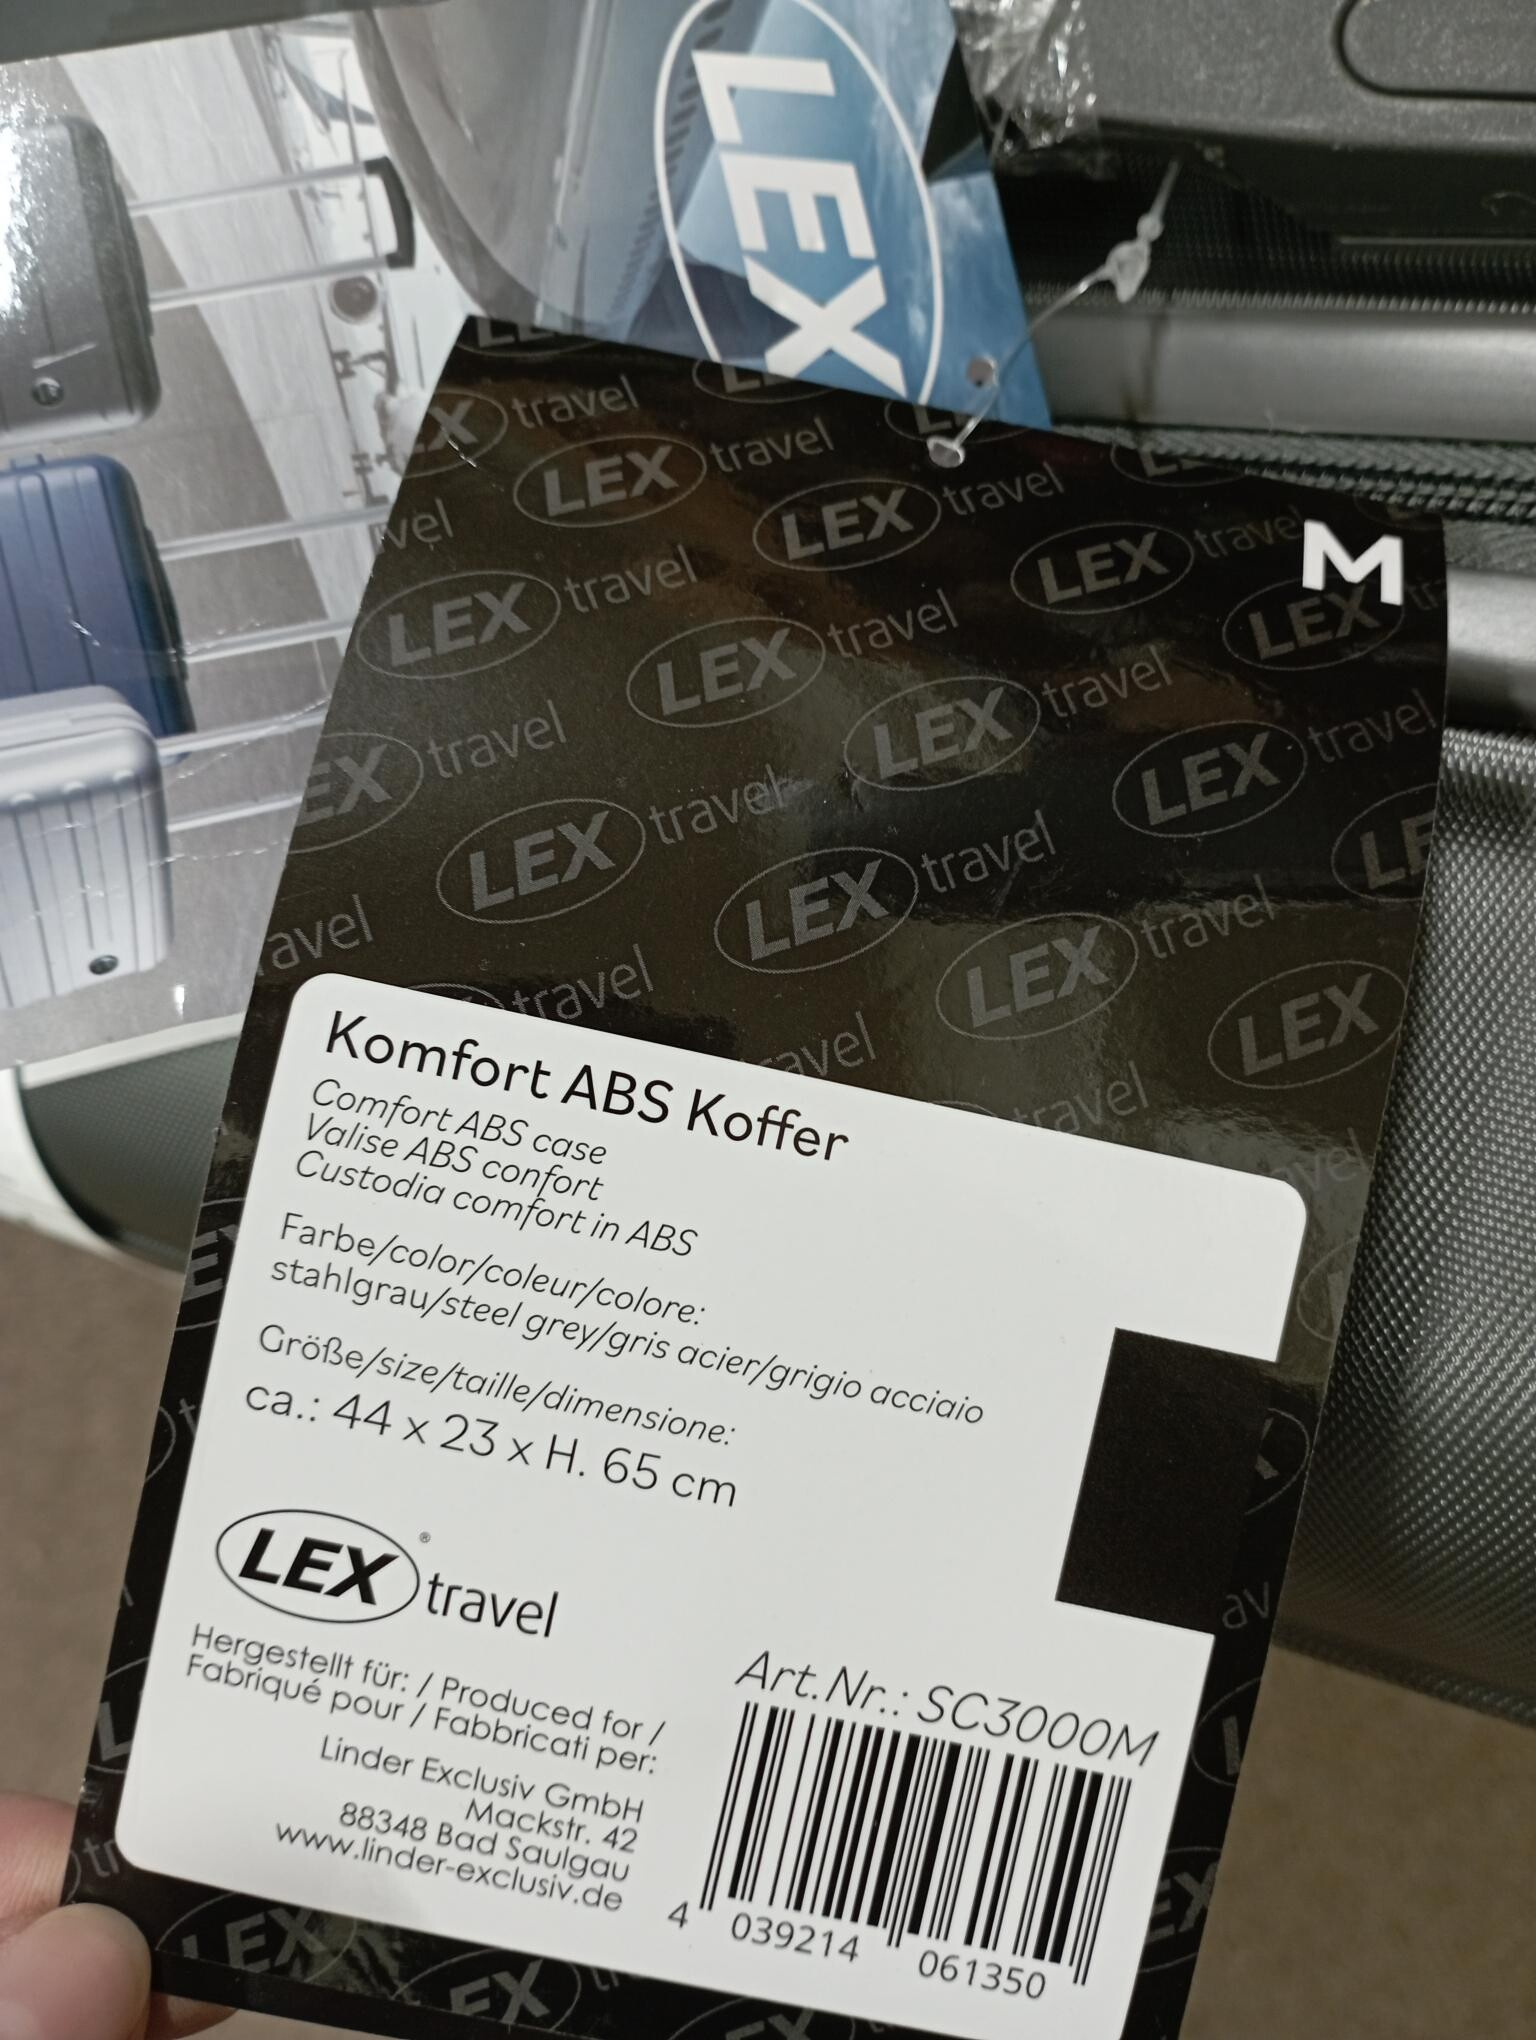 LEX
M
LEX travel
Komfort ABS Koffer
Comfort ABS case
Valise ABS confort
Custodia comfort in ABS
Farbe/color/coleur/colore:
stahlgrau/steel grey/gris acier/grigio acciaio
Größe/size/taille/dimensione:
ca.: 44 x 23 x H. 65 cm
LEX® travel
Hergestellt für: / Produced for /
Fabriqué pour / Fabbricati per:
Linder Exclusiv GmbH
Mackstr. 42
88348 Bad Saulgau
www.linder-exclusiv.de
Art.Nr.: SC3000M
4 039214 061350